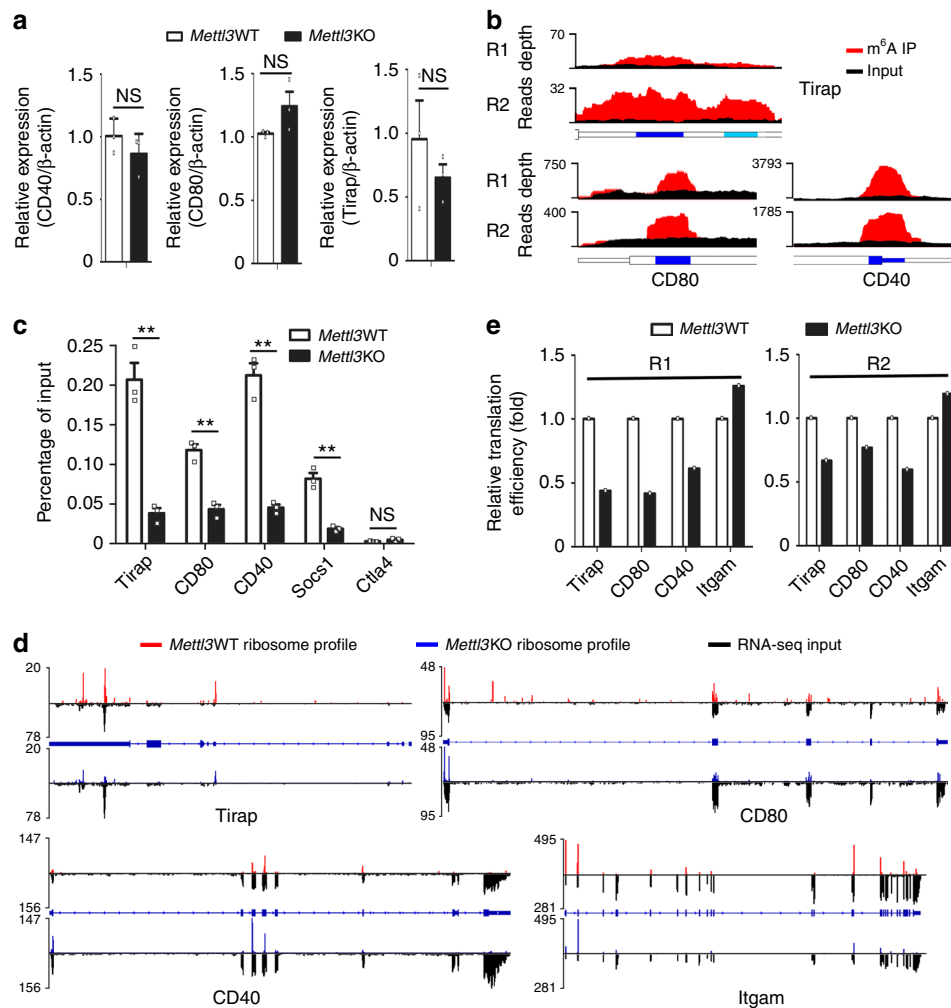 a
Mettl3WT Mettl3KO
Relative expression
(CD40/β-actin)
1.5
1.0
0.5
0
NS
Relative expression
(CD80/β-actin)
1.5
1.0
0.5
0
NS
Relative expression
(Tirap/β-actin)
1.5
1.0
0.5
0
NS
b
R1
R2
Reads depth
70
32
m⁶A IP
Input
Tirap
R1
R2
Reads depth
750
400
CD80
3793
1785
CD40
c
Mettl3WT
Mettl3KO
Percentage of input
0.25
0.20
0.15
0.10
0.05
0
**
**
**
**
NS
Tirap
CD80
CD40
Socs1
Ctla4
e
Mettl3WT Mettl3KO
Relative translation
efficiency (fold)
1.5
1.0
0.5
0
R1
Tirap
CD80
CD40
Itgam
1.5
1.0
0.5
0
R2
Tirap
CD80
CD40
Itgam
d
Mettl3WT ribosome profile Mettl3KO ribosome profile RNA-seq input
20
78
20
78
Tirap
48
95
48
95
CD80
147
156
147
156
CD40
495
281
495
281
Itgam